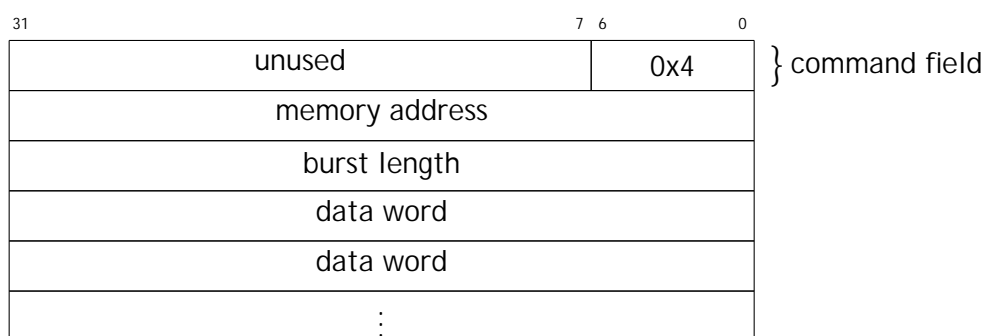 31 7 6 0
unused 0x4 } command field
memory address
burst length
data word
data word
⋮